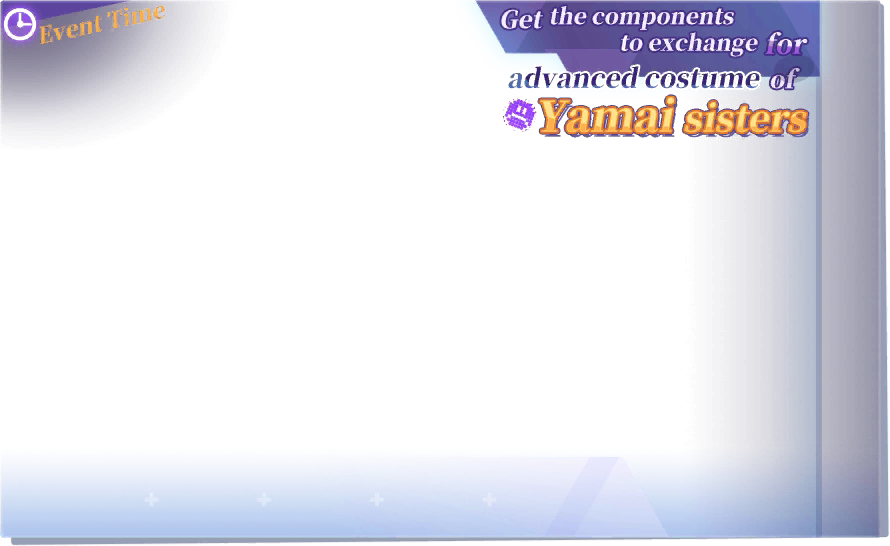 Event Time
Get the components
to exchange for
advanced costume of
Yamai sisters